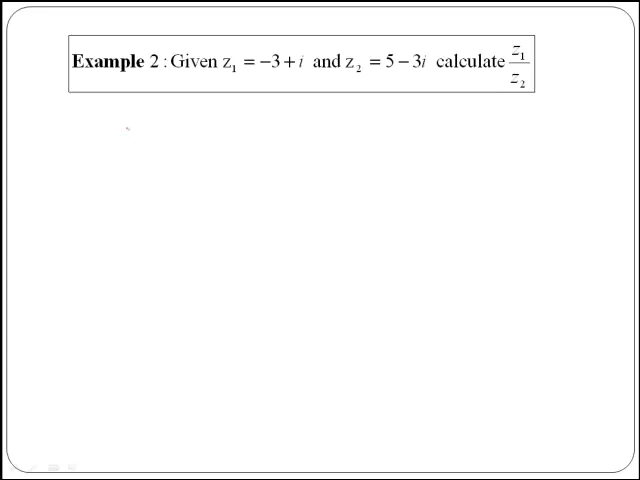 Example 2 : Given z₁ = −3 + i and z₂ = 5 − 3i calculate z₁/z₂